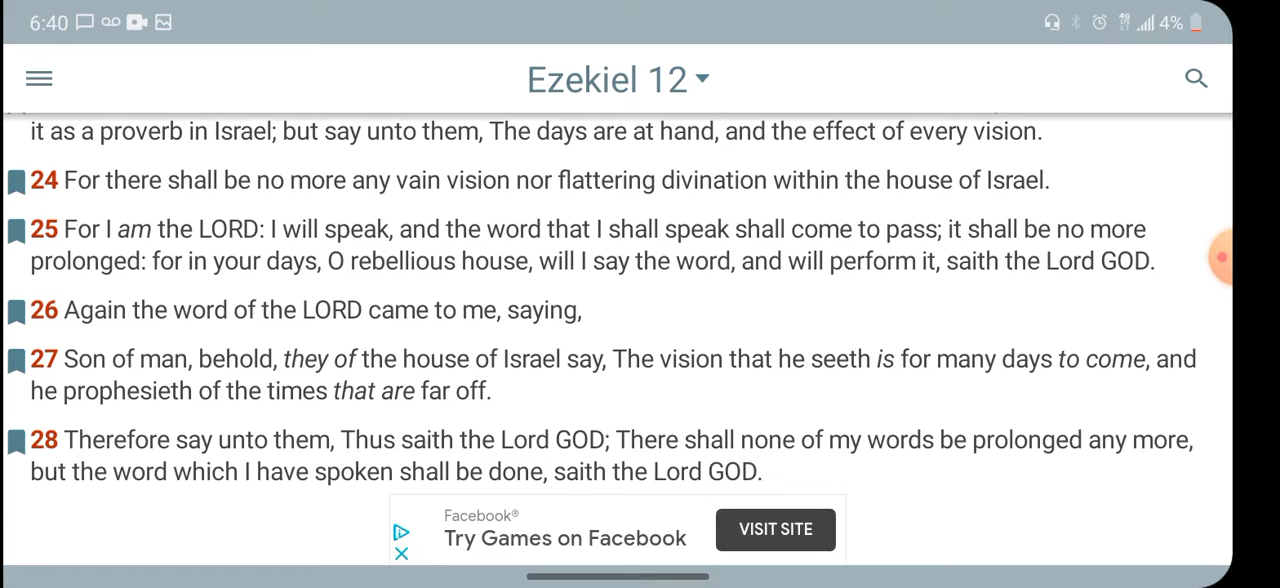 6:40 4%
Ezekiel 12
it as a proverb in Israel; but say unto them, The days are at hand, and the effect of every vision.
24 For there shall be no more any vain vision nor flattering divination within the house of Israel.
25 For I am the LORD: I will speak, and the word that I shall speak shall come to pass; it shall be no more
prolonged: for in your days, O rebellious house, will I say the word, and will perform it, saith the Lord GOD.
26 Again the word of the LORD came to me, saying,
27 Son of man, behold, they of the house of Israel say, The vision that he seeth is for many days to come, and
he prophesieth of the times that are far off.
28 Therefore say unto them, Thus saith the Lord GOD; There shall none of my words be prolonged any more,
but the word which I have spoken shall be done, saith the Lord GOD.
Facebook®
Try Games on Facebook
VISIT SITE